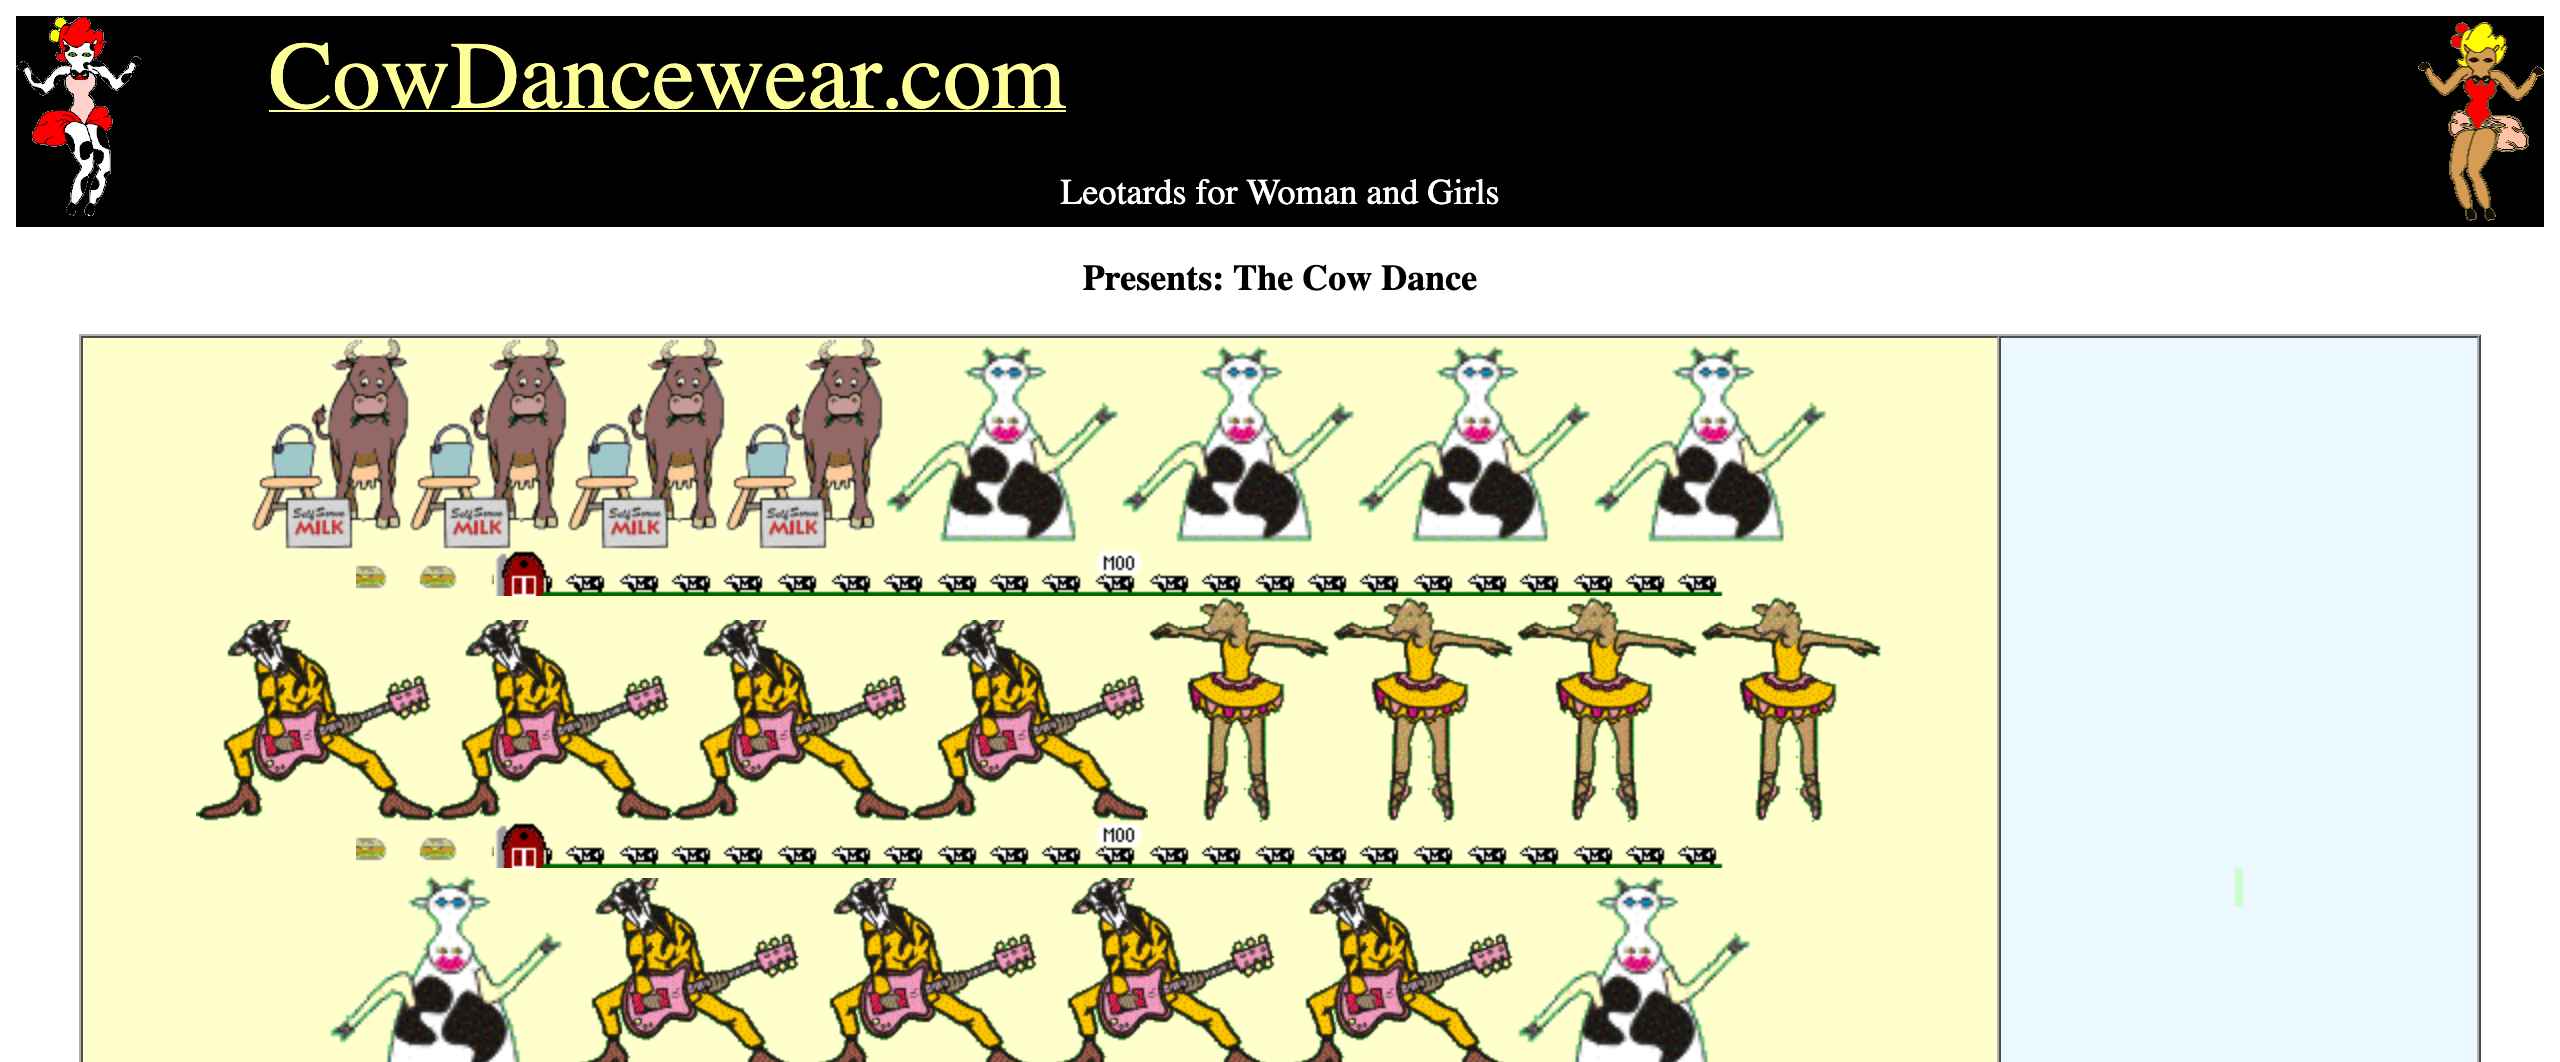 CowDancewear.com
Leotards for Woman and Girls
Presents: The Cow Dance
Self Serve MILK
Self Serve MILK
Self Serve MILK
Self Serve MILK
MOO
MOO